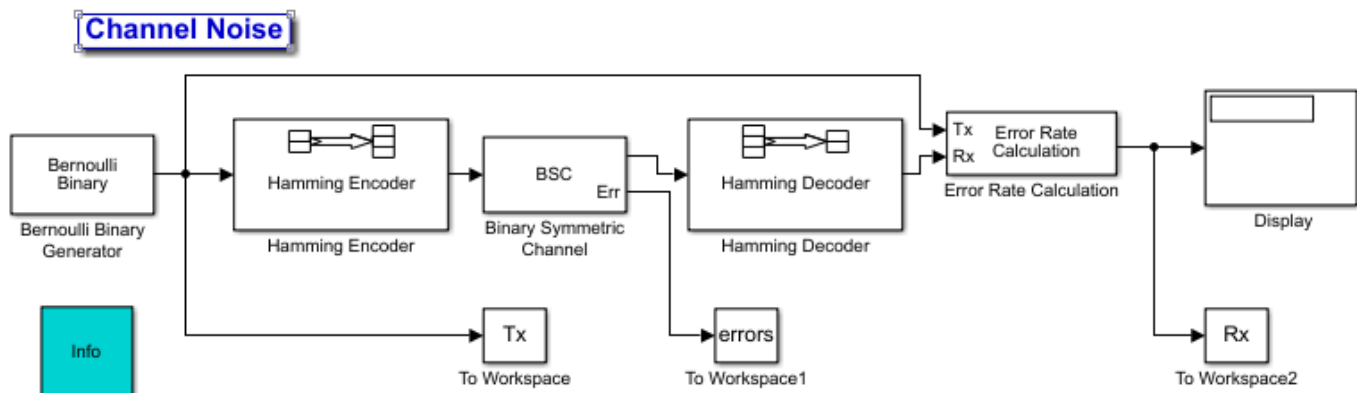 Channel Noise
Bernoulli
Binary
Bernoulli Binary
Generator
Hamming Encoder
Hamming Encoder
BSC
Err
Binary Symmetric
Channel
Hamming Decoder
Hamming Decoder
Tx
Rx
Error Rate
Calculation
Error Rate Calculation
Display
Info
Tx
To Workspace
errors
To Workspace1
Rx
To Workspace2